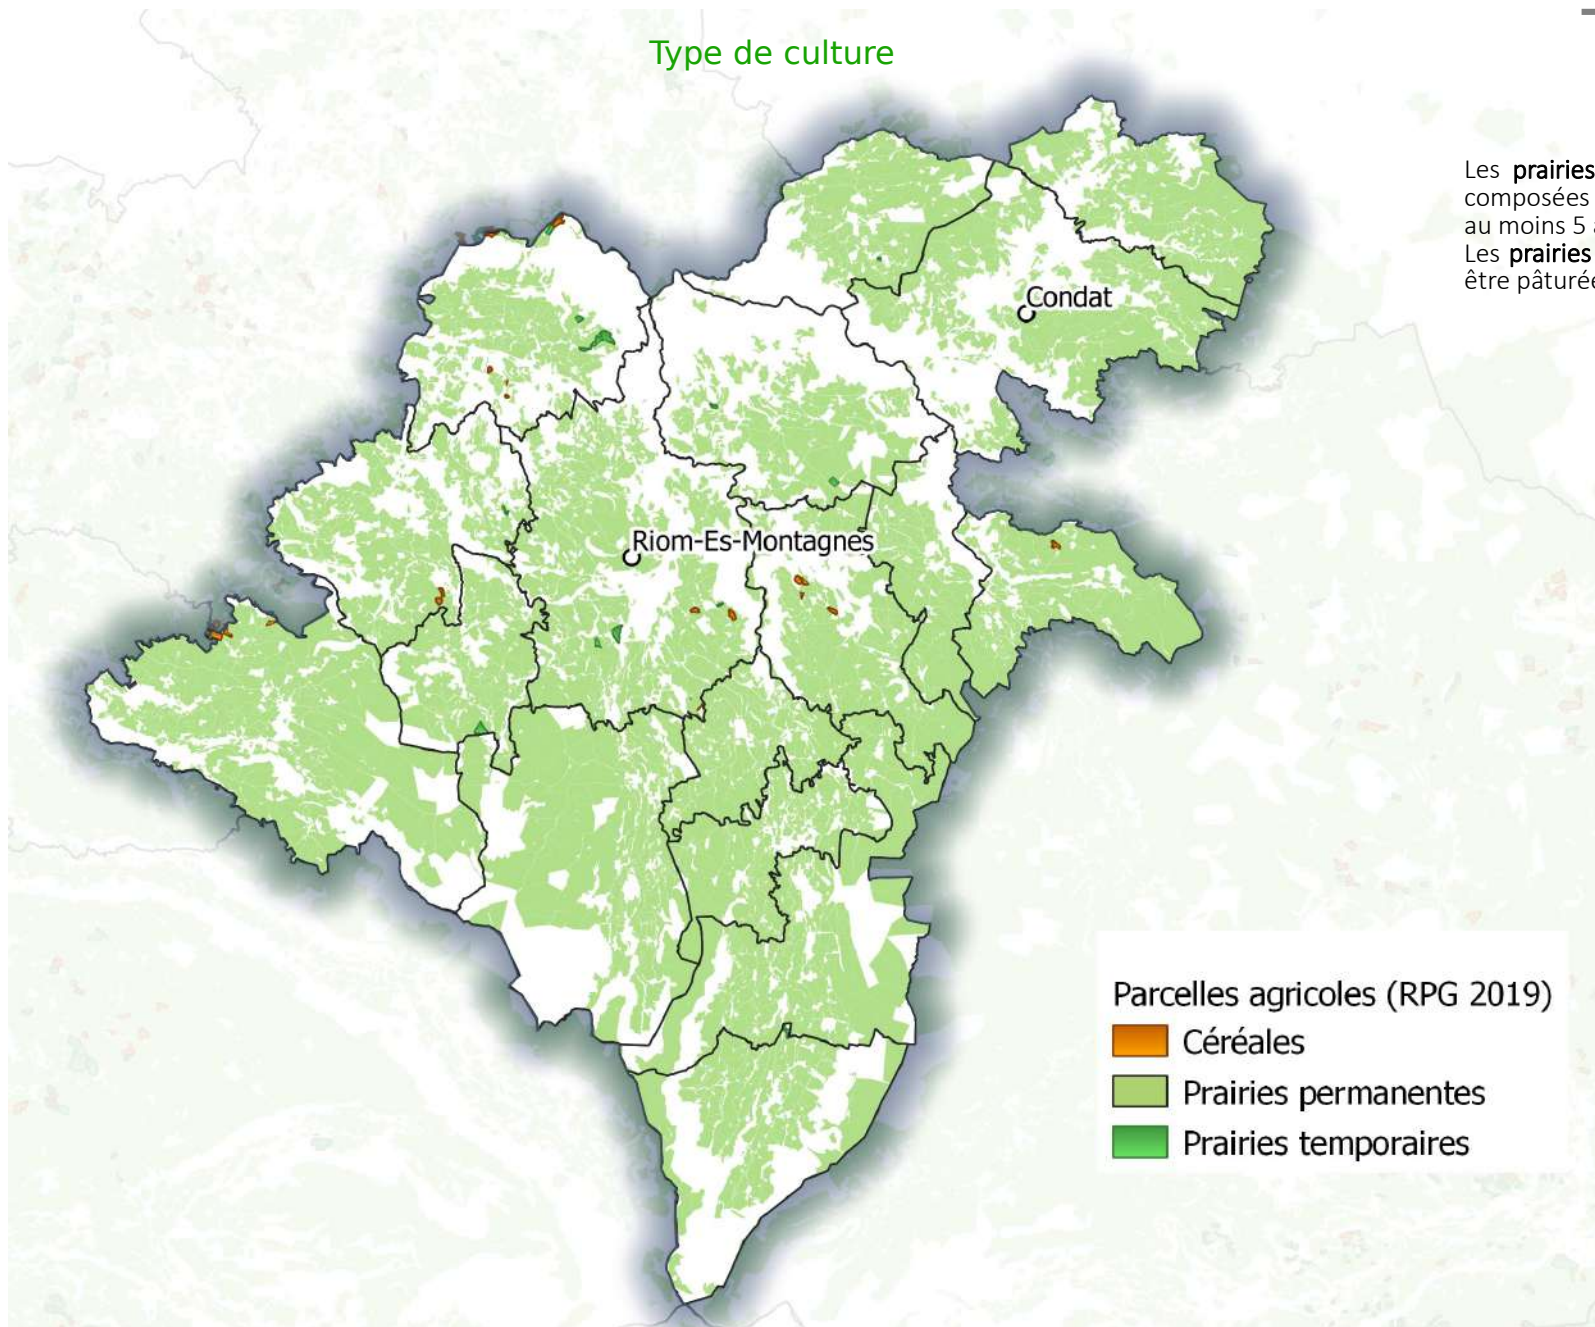 Type de culture
Les prairies
composées
au moins 5 a
Les prairies
être pâturée
Condat
Riom-Es-Montagnes
Parcelles agricoles (RPG 2019)
Céréales
Prairies permanentes
Prairies temporaires